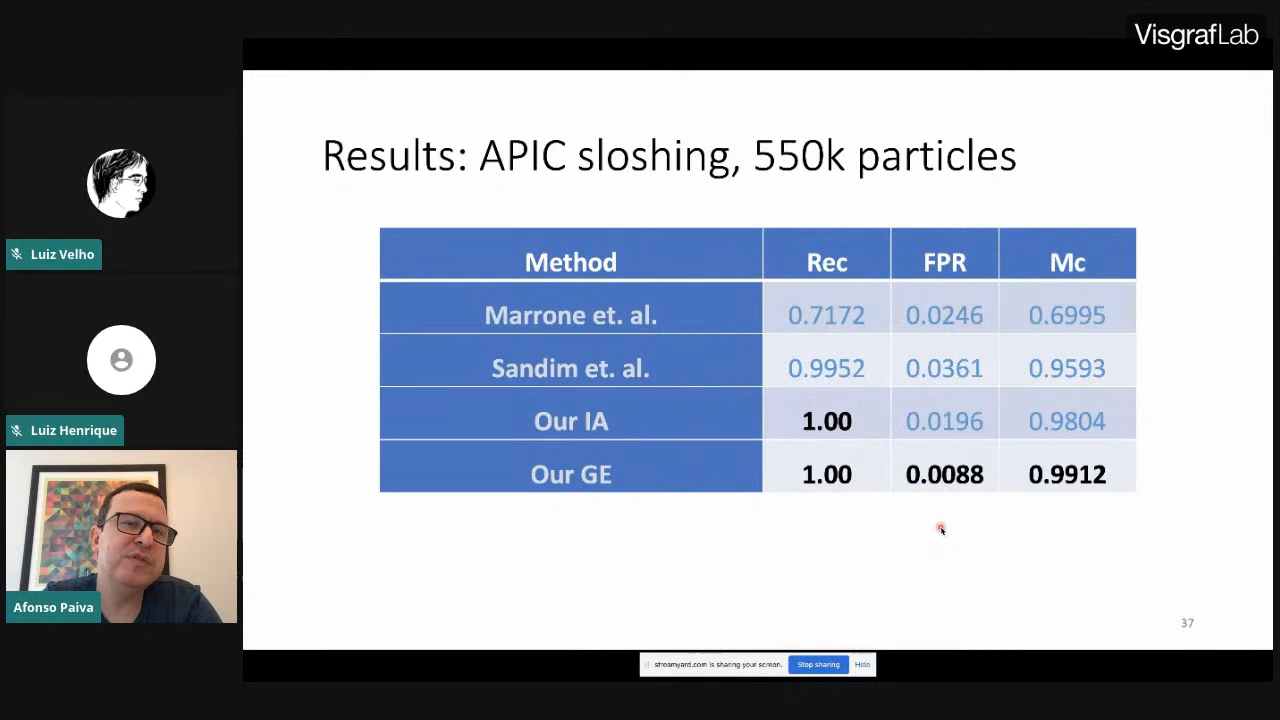 VisgrafLab
Results: APIC sloshing, 550k particles
Method Rec FPR Mc
Marrone et. al. 0.7172 0.0246 0.6995
Sandim et. al. 0.9952 0.0361 0.9593
Our IA 1.00 0.0196 0.9804
Our GE 1.00 0.0088 0.9912
Luiz Velho
Luiz Henrique
Afonso Paiva
37
streamyard.com is sharing your screen. Stop sharing Hide